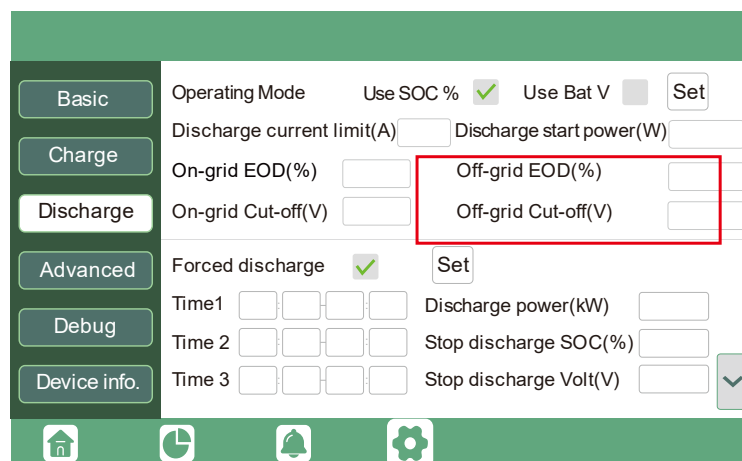 Basic
Charge
Discharge
Advanced
Debug
Device info.
Operating Mode Use SOC % Use Bat V Set
Discharge current limit(A) Discharge start power(W)
On-grid EOD(%) Off-grid EOD(%)
On-grid Cut-off(V) Off-grid Cut-off(V)
Forced discharge Set
Time1 : - : Discharge power(kW)
Time 2 : - : Stop discharge SOC(%)
Time 3 : - : Stop discharge Volt(V)